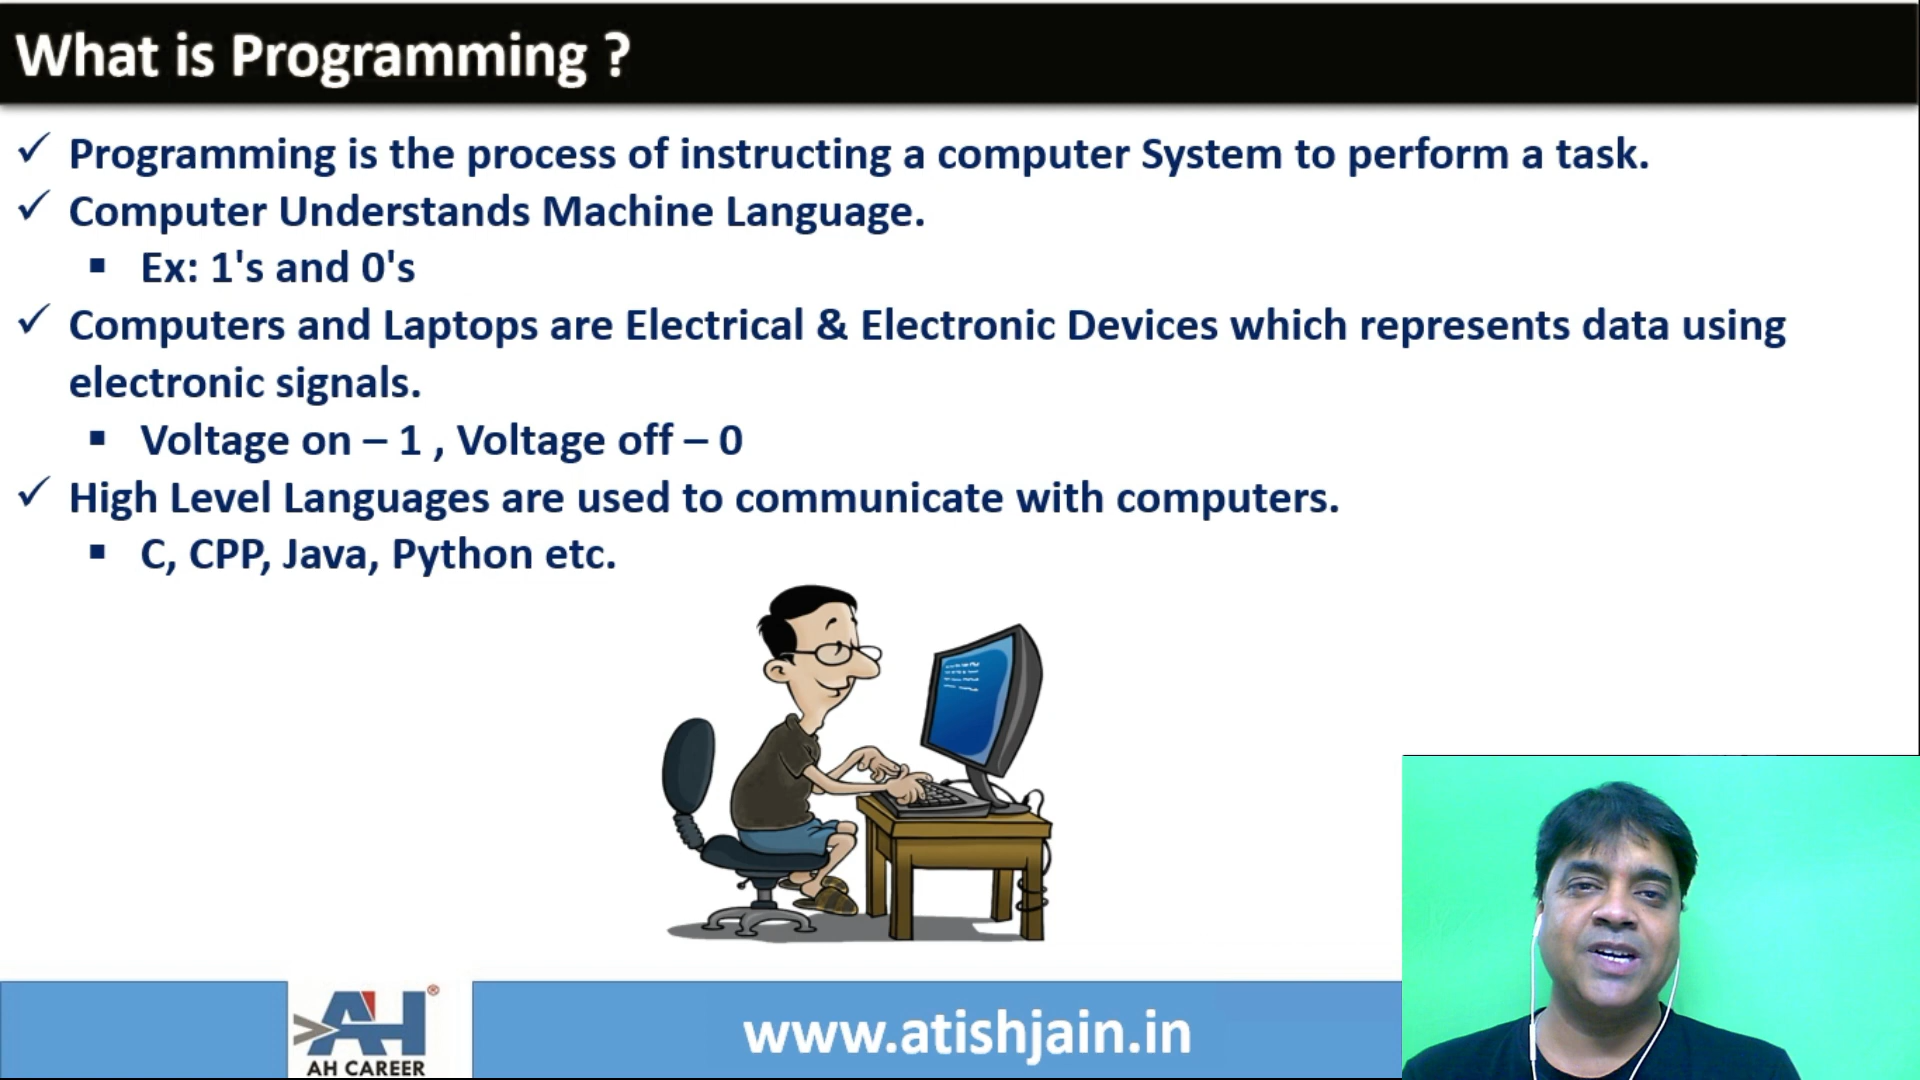 What is Programming ?
✓ Programming is the process of instructing a computer System to perform a task.
✓ Computer Understands Machine Language.
▪ Ex: 1's and 0's
✓ Computers and Laptops are Electrical & Electronic Devices which represents data using
electronic signals.
▪ Voltage on – 1 , Voltage off – 0
✓ High Level Languages are used to communicate with computers.
▪ C, CPP, Java, Python etc.
AH®
AH CAREER
www.atishjain.in